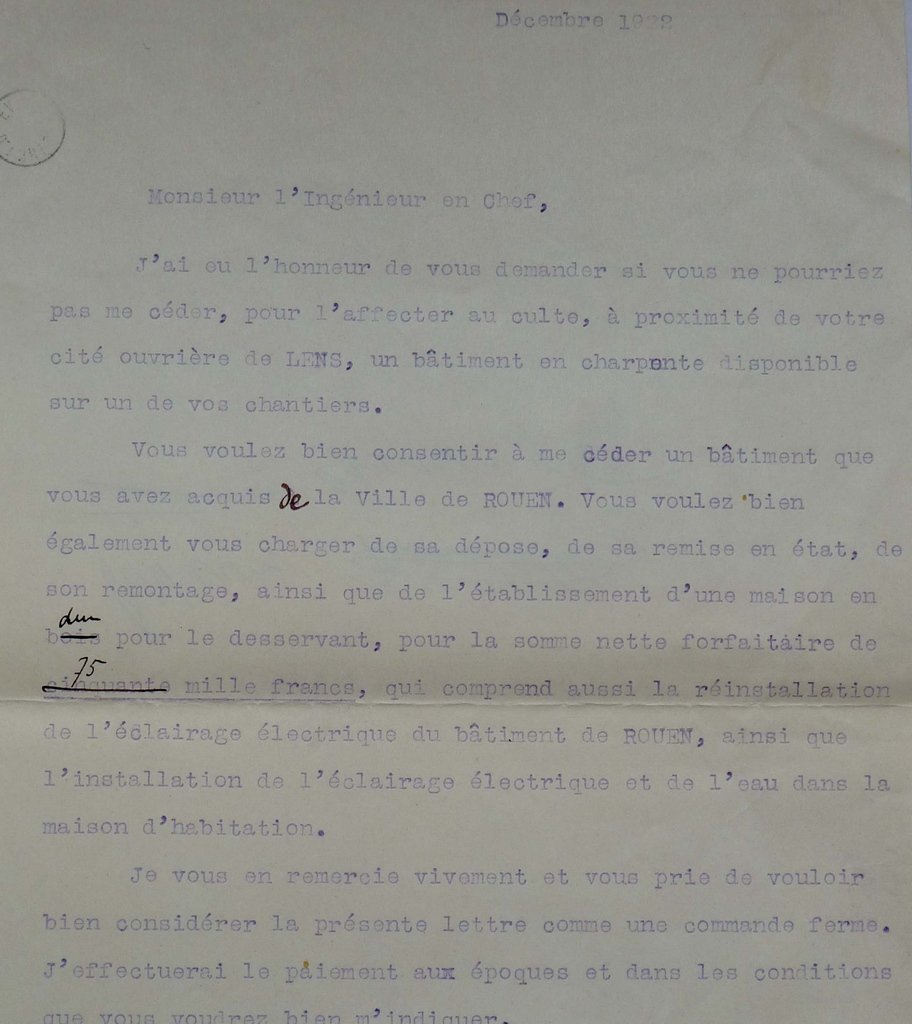 Décembre 1922
Monsieur l'Ingénieur en Chef,
J'ai eu l'honneur de vous demander si vous ne pourriez
pas me céder, pour l'affecter au culte, à proximité de votre
cité ouvrière de LENS, un bâtiment en charpente disponible
sur un de vos chantiers.
Vous voulez bien consentir à me céder un bâtiment que
vous avez acquis de la Ville de ROUEN. Vous voulez bien
également vous charger de sa dépose, de sa remise en état, de
son remontage, ainsi que de l'établissement d'une maison en
dur
bois pour le desservant, pour la somme nette forfaitaire de
75
cinquante mille francs, qui comprend aussi la réinstallation
de l'éclairage électrique du bâtiment de ROUEN, ainsi que
l'installation de l'éclairage électrique et de l'eau dans la
maison d'habitation.
Je vous en remercie vivement et vous prie de vouloir
bien considérer la présente lettre comme une commande ferme.
J'effectuerai le paiement aux époques et dans les conditions
que vous voudrez bien m'indiquer.